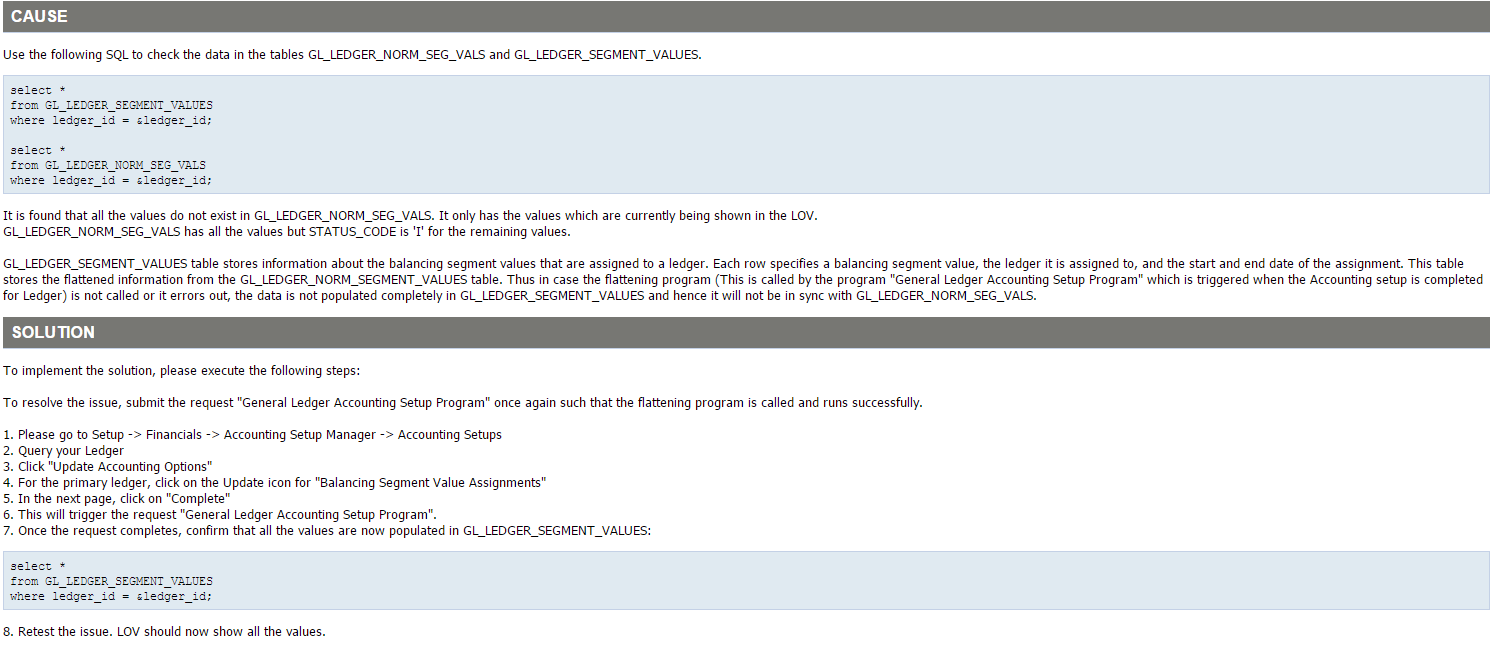 CAUSE
Use the following SQL to check the data in the tables GL_LEDGER_NORM_SEG_VALS and GL_LEDGER_SEGMENT_VALUES.
select *
from GL_LEDGER_SEGMENT_VALUES
where ledger_id = &ledger_id;
select *
from GL_LEDGER_NORM_SEG_VALS
where ledger_id = &ledger_id;
It is found that all the values do not exist in GL_LEDGER_NORM_SEG_VALS. It only has the values which are currently being shown in the LOV.
GL_LEDGER_NORM_SEG_VALS has all the values but STATUS_CODE is 'I' for the remaining values.
GL_LEDGER_SEGMENT_VALUES table stores information about the balancing segment values that are assigned to a ledger. Each row specifies a balancing segment value, the ledger it is assigned to, and the start and end date of the assignment. This table
stores the flattened information from the GL_LEDGER_NORM_SEGMENT_VALUES table. Thus in case the flattening program (This is called by the program "General Ledger Accounting Setup Program" which is triggered when the Accounting setup is completed
for Ledger) is not called or it errors out, the data is not populated completely in GL_LEDGER_SEGMENT_VALUES and hence it will not be in sync with GL_LEDGER_NORM_SEG_VALS.
SOLUTION
To implement the solution, please execute the following steps:
To resolve the issue, submit the request "General Ledger Accounting Setup Program" once again such that the flattening program is called and runs successfully.
1. Please go to Setup -> Financials -> Accounting Setup Manager -> Accounting Setups
2. Query your Ledger
3. Click "Update Accounting Options"
4. For the primary ledger, click on the Update icon for "Balancing Segment Value Assignments"
5. In the next page, click on "Complete"
6. This will trigger the request "General Ledger Accounting Setup Program".
7. Once the request completes, confirm that all the values are now populated in GL_LEDGER_SEGMENT_VALUES:
select *
from GL_LEDGER_SEGMENT_VALUES
where ledger_id = &ledger_id;
8. Retest the issue. LOV should now show all the values.